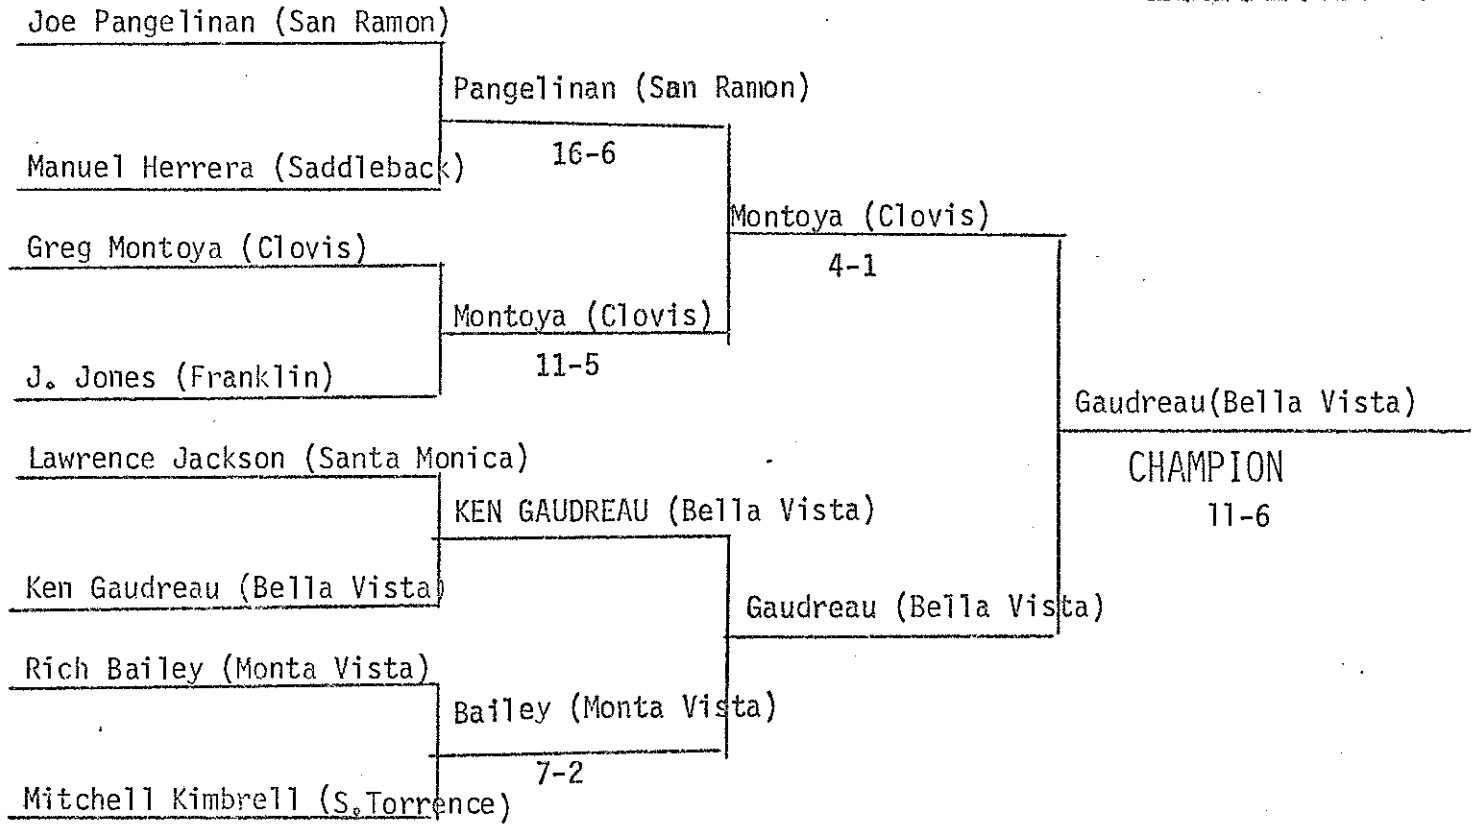 Joe Pangelinan (San Ramon)
Pangelinan (San Ramon)
16-6
Manuel Herrera (Saddleback)
Montoya (Clovis)
4-1
Greg Montoya (Clovis)
Montoya (Clovis)
11-5
J. Jones (Franklin)
Gaudreau(Bella Vista)
CHAMPION
11-6
Lawrence Jackson (Santa Monica)
KEN GAUDREAU (Bella Vista)
Ken Gaudreau (Bella Vista)
Gaudreau (Bella Vista)
Rich Bailey (Monta Vista)
Bailey (Monta Vista)
7-2
Mitchell Kimbrell (S.Torrence)